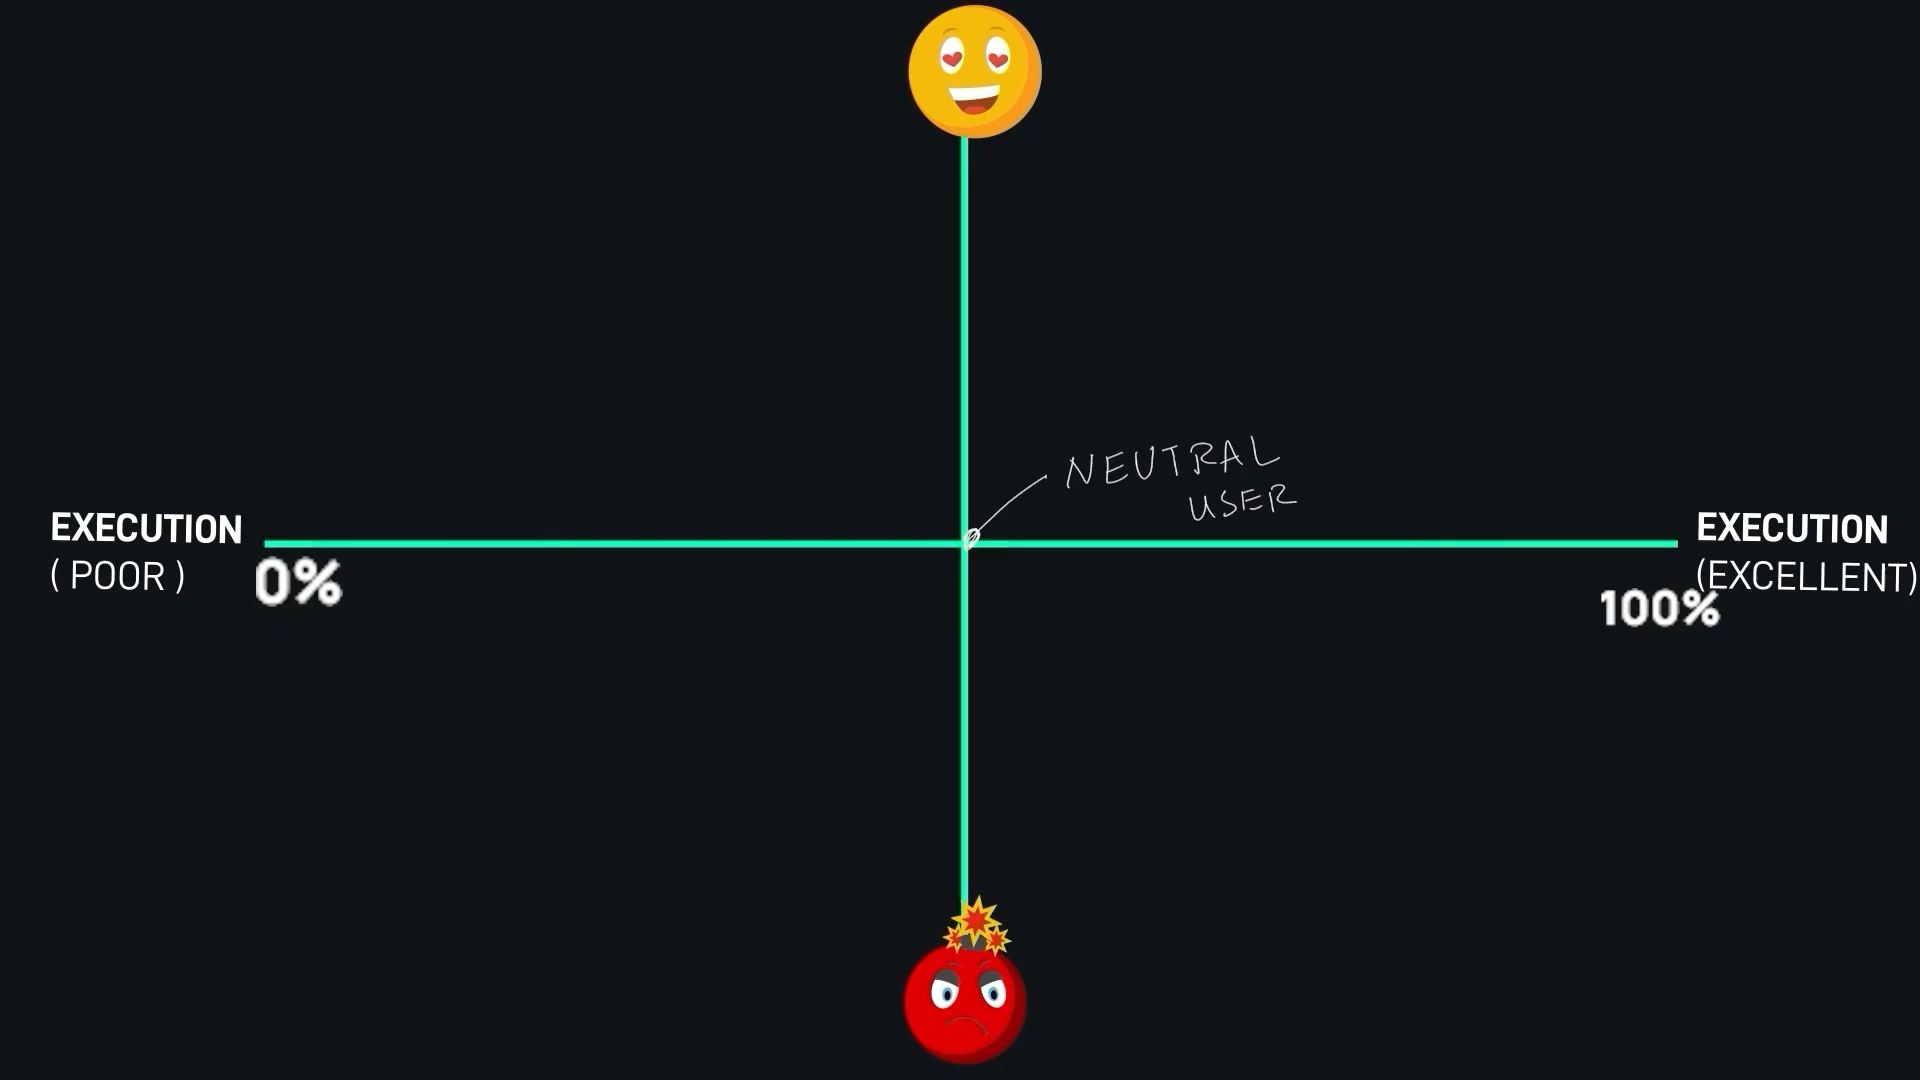 NEUTRAL
USER
EXECUTION
( POOR )
0%
EXECUTION
(EXCELLENT)
100%